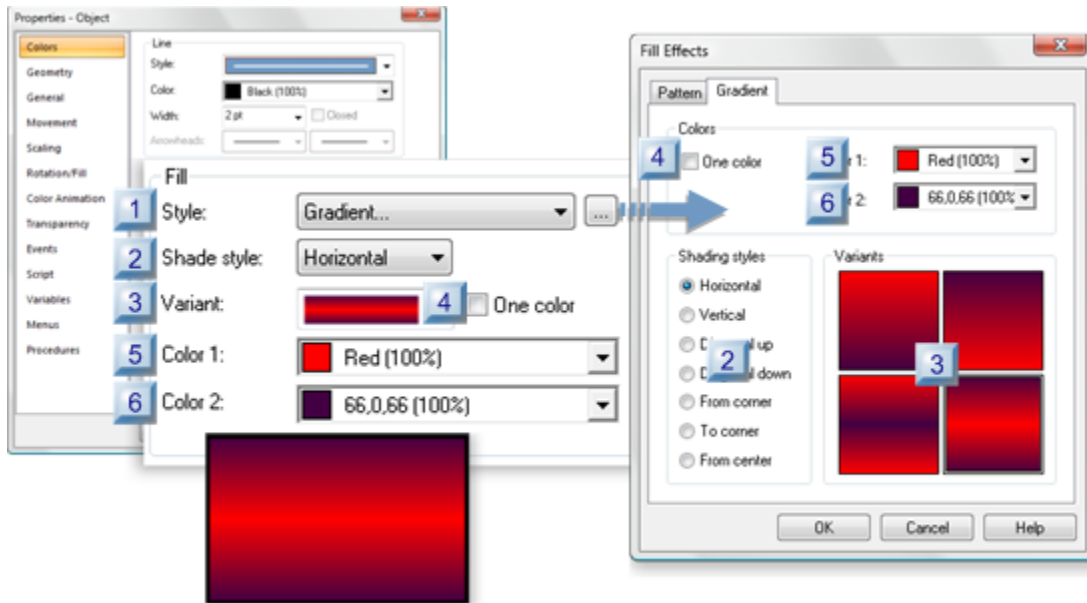 Properties - Object
Colors
Geometry
General
Movement
Scaling
Rotation/Fill
Color Animation
Transparency
Events
Script
Variables
Menus
Procedures
Line
Style:
Color: Black (100%)
Width: 2 pt Closed
Arrowheads:
Fill
1 Style: Gradient... ...
2 Shade style: Horizontal
3 Variant: 4 One color
5 Color 1: Red (100%)
6 Color 2: 66,0,66 (100%)
Fill Effects
Pattern Gradient
Colors
4 One color
5 1: Red (100%)
6 2: 66,0,66 (100%
Shading styles
Horizontal
Vertical
2 up
down
From corner
To corner
From center
Variants
3
OK Cancel Help